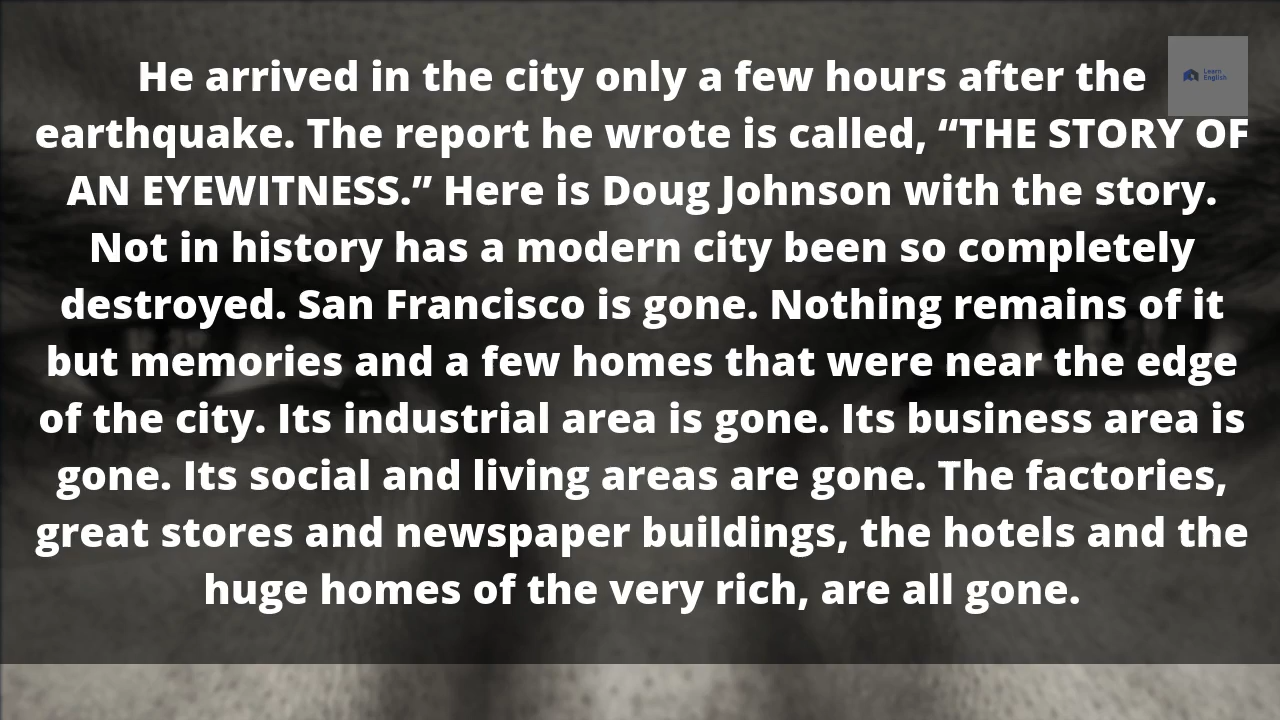 He arrived in the city only a few hours after the
earthquake. The report he wrote is called, “THE STORY OF
AN EYEWITNESS.” Here is Doug Johnson with the story.
Not in history has a modern city been so completely
destroyed. San Francisco is gone. Nothing remains of it
but memories and a few homes that were near the edge
of the city. Its industrial area is gone. Its business area is
gone. Its social and living areas are gone. The factories,
great stores and newspaper buildings, the hotels and the
huge homes of the very rich, are all gone.
Learn
English